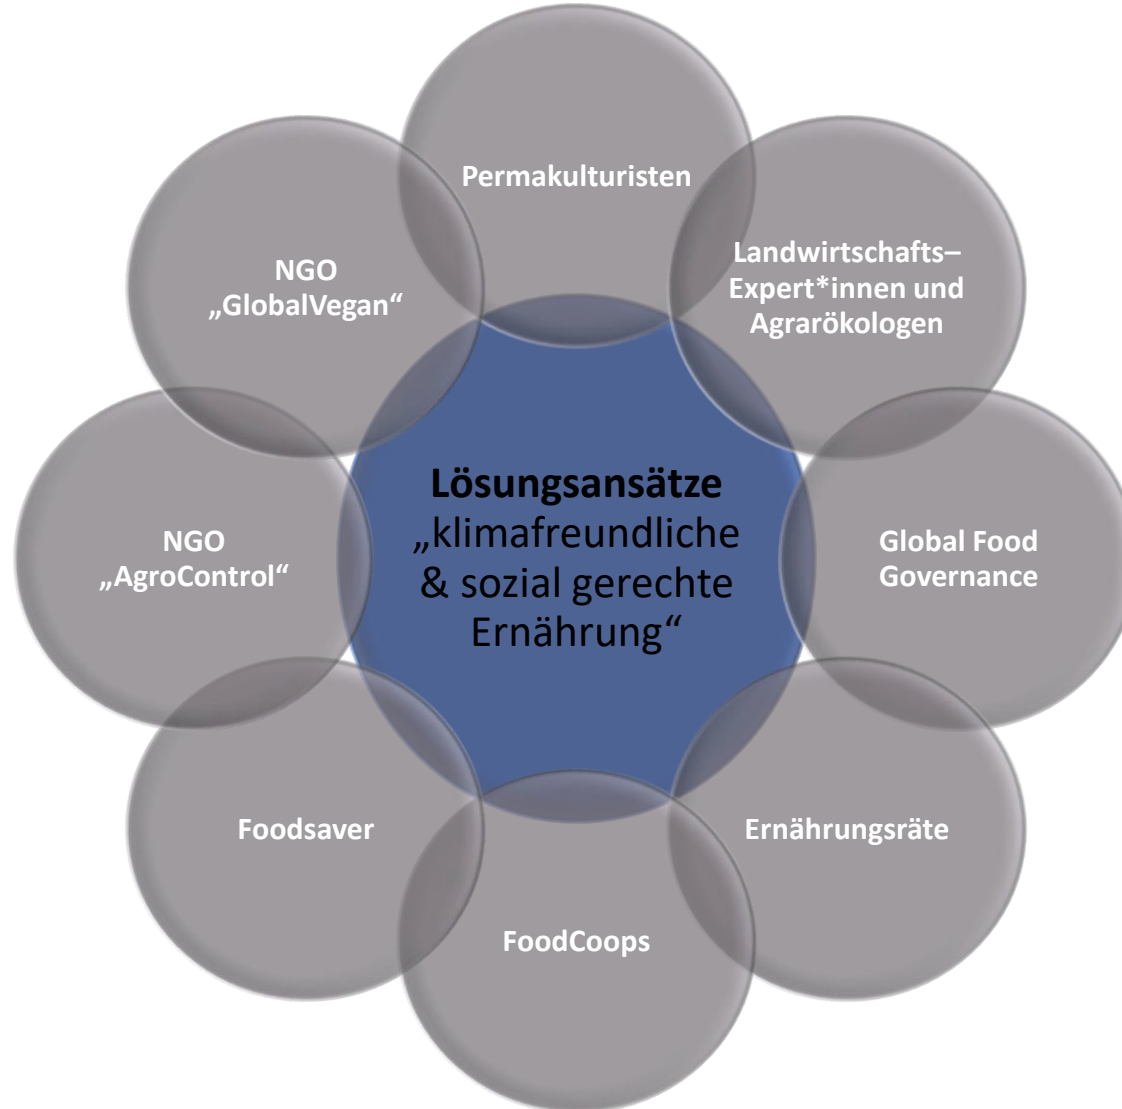 Permakulturisten
Landwirtschafts–
Expert*innen und
Agrarökologen
NGO
„GlobalVegan“
Lösungsansätze
„klimafreundliche
& sozial gerechte
Ernährung“
NGO
„AgroControl“
Global Food
Governance
Foodsaver
Ernährungsräte
FoodCoops